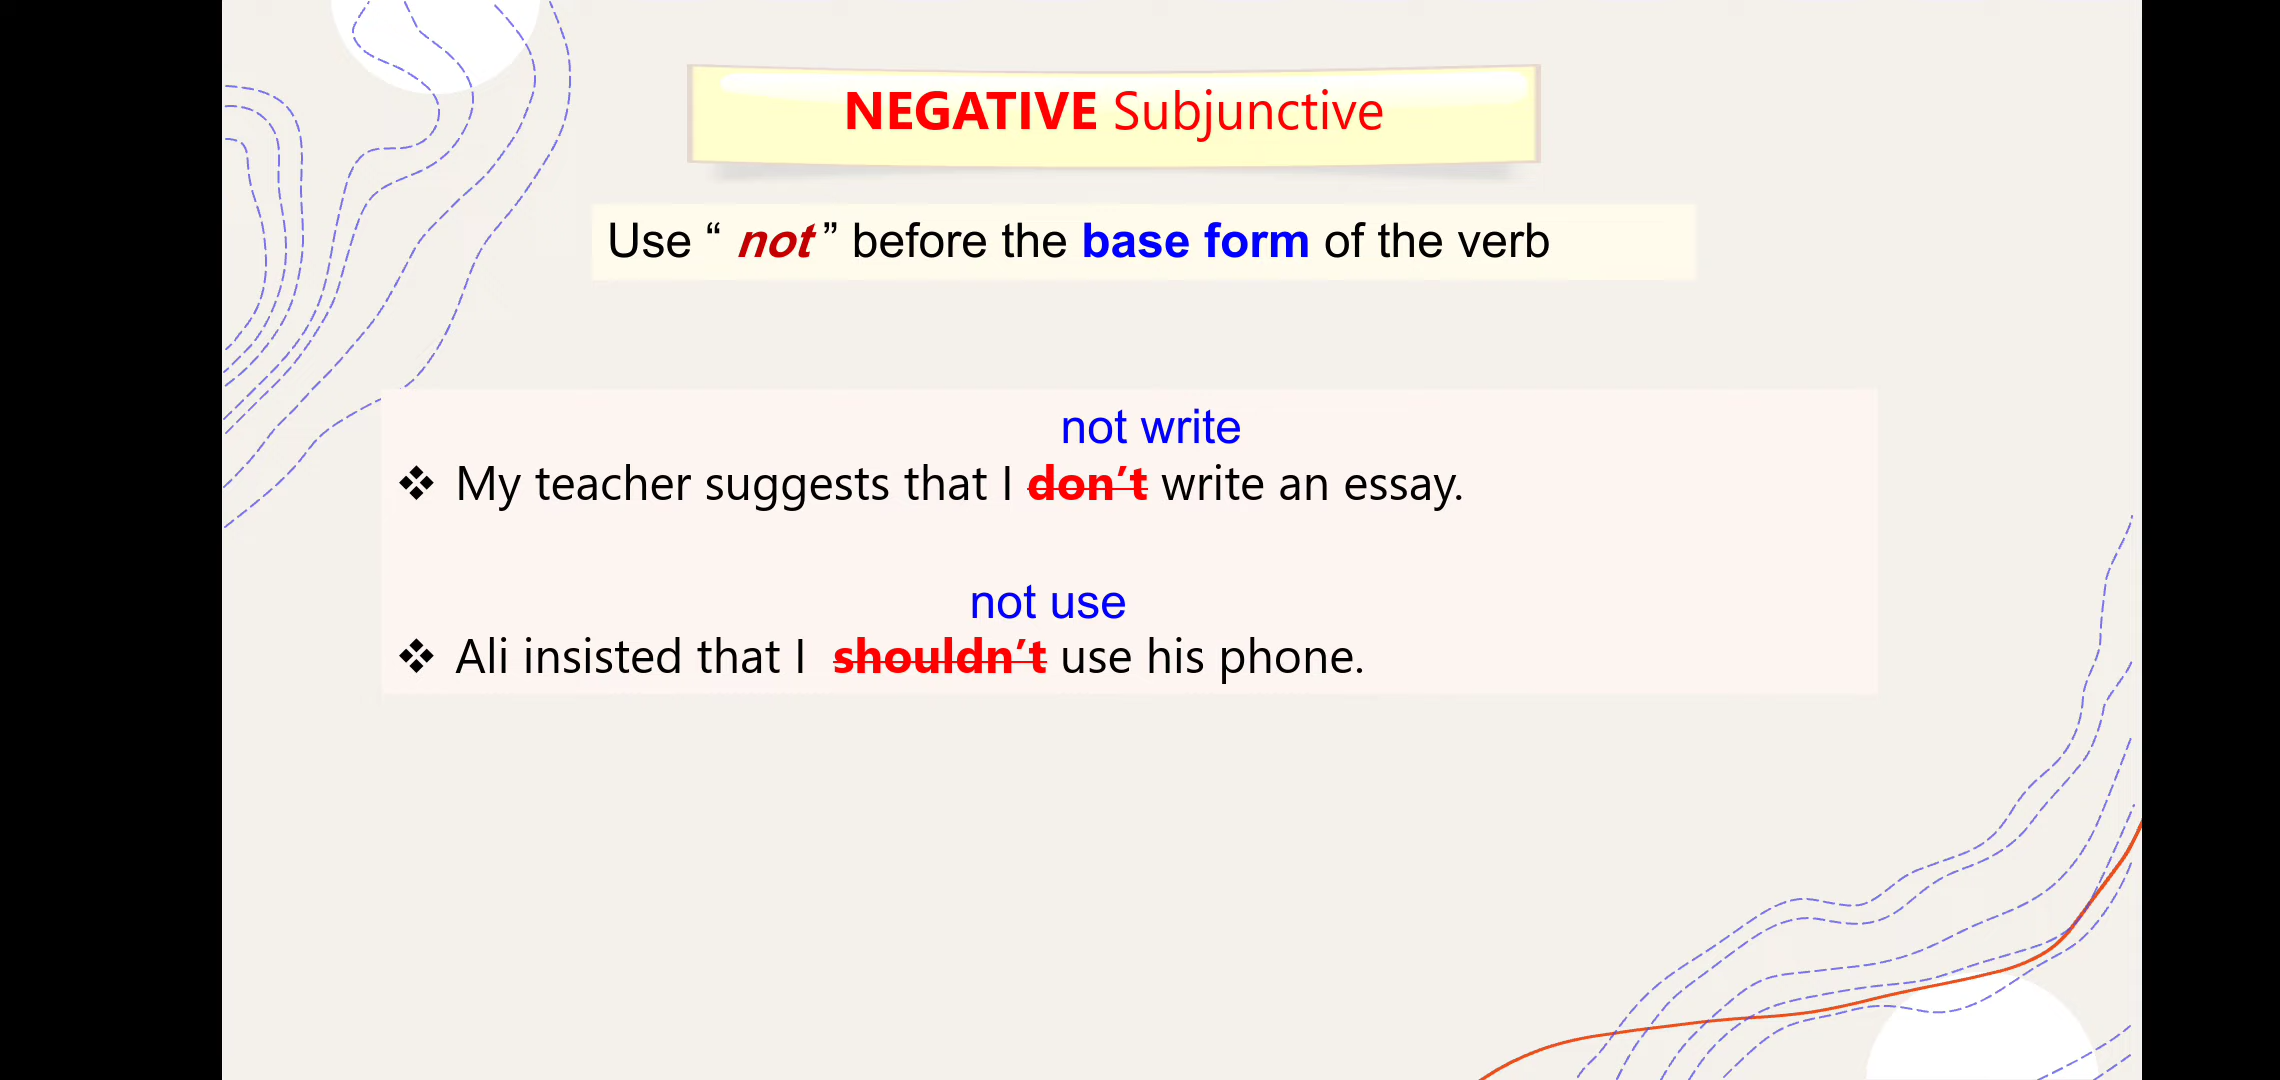 NEGATIVE Subjunctive
Use “ not ” before the base form of the verb
not write
❖ My teacher suggests that I don’t write an essay.
not use
❖ Ali insisted that I shouldn’t use his phone.